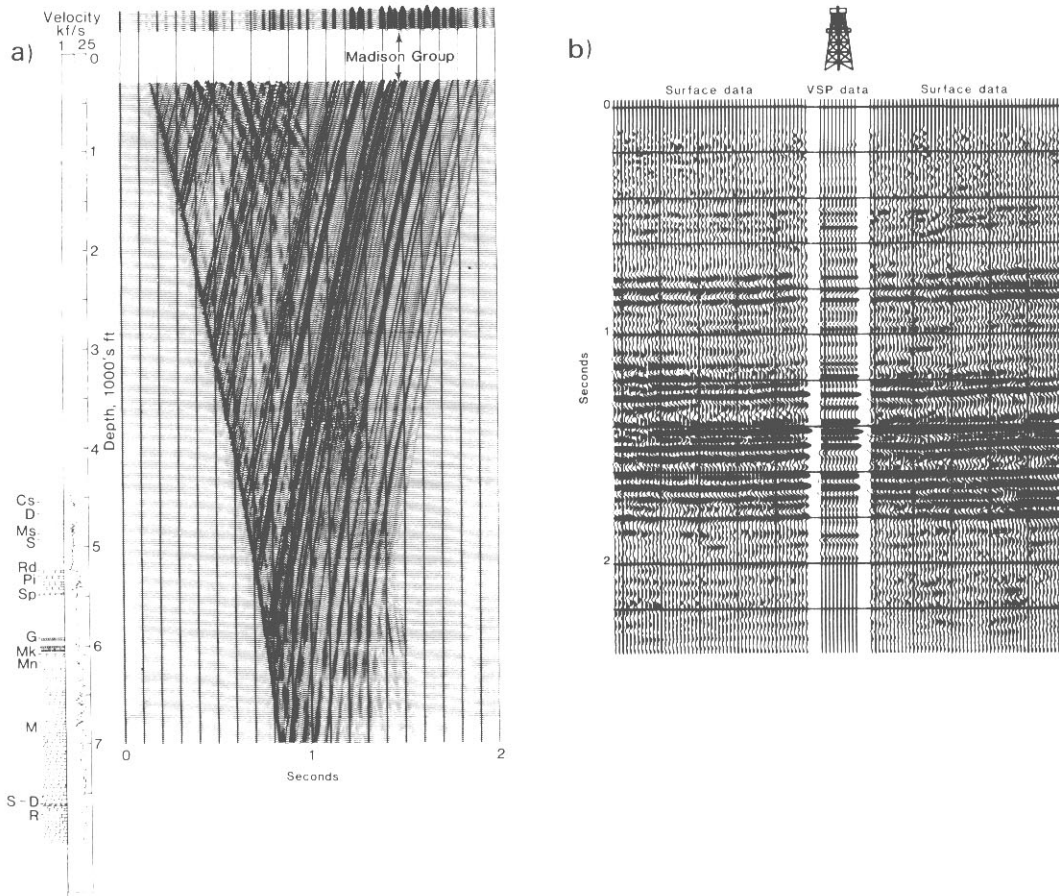 a)
Velocity
kf/s
1 25
0
Madison Group
1
2
3
4
5
6
7
Depth, 1000's ft
Cs
D
Ms
S
Rd
Pi
Sp
G
Mk
Mn
M
S-D
R
0 1 2
Seconds
b)
Surface data VSP data Surface data
0
1
2
Seconds